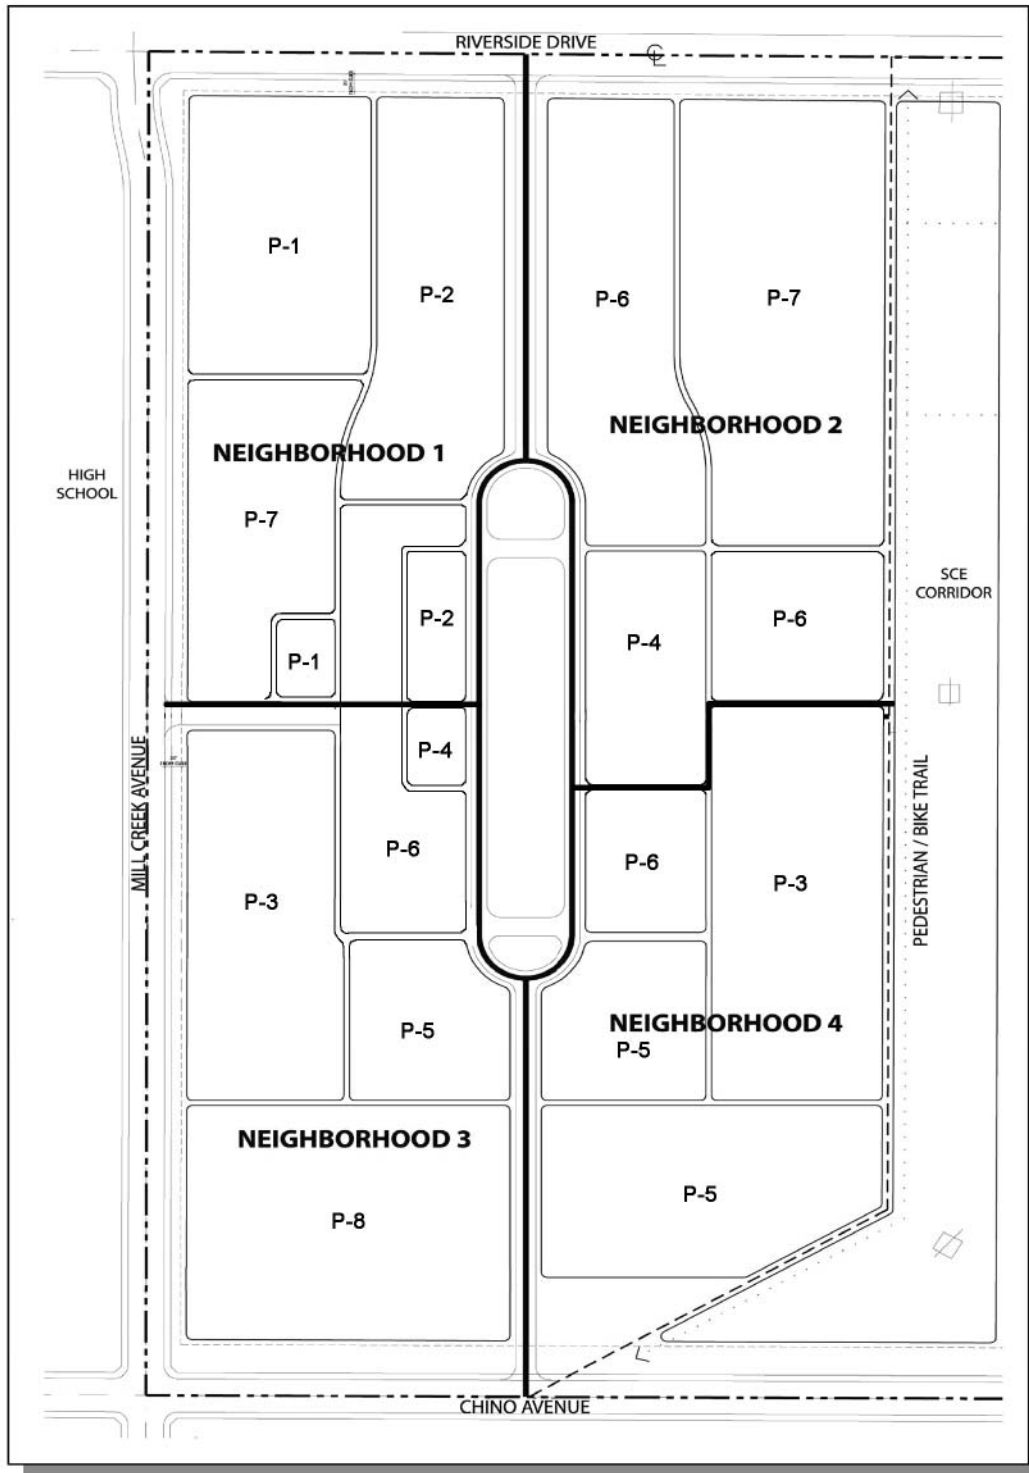 RIVERSIDE DRIVE
P-1
P-2
P-6
P-7
NEIGHBORHOOD 2
NEIGHBORHOOD 1
HIGH
SCHOOL
P-7
SCE
CORRIDOR
P-2
P-6
P-4
P-1
P-4
MILL CREEK AVENUE
PEDESTRIAN / BIKE TRAIL
P-6
P-6
P-3
P-3
NEIGHBORHOOD 4
P-5
P-5
NEIGHBORHOOD 3
P-5
P-8
CHINO AVENUE